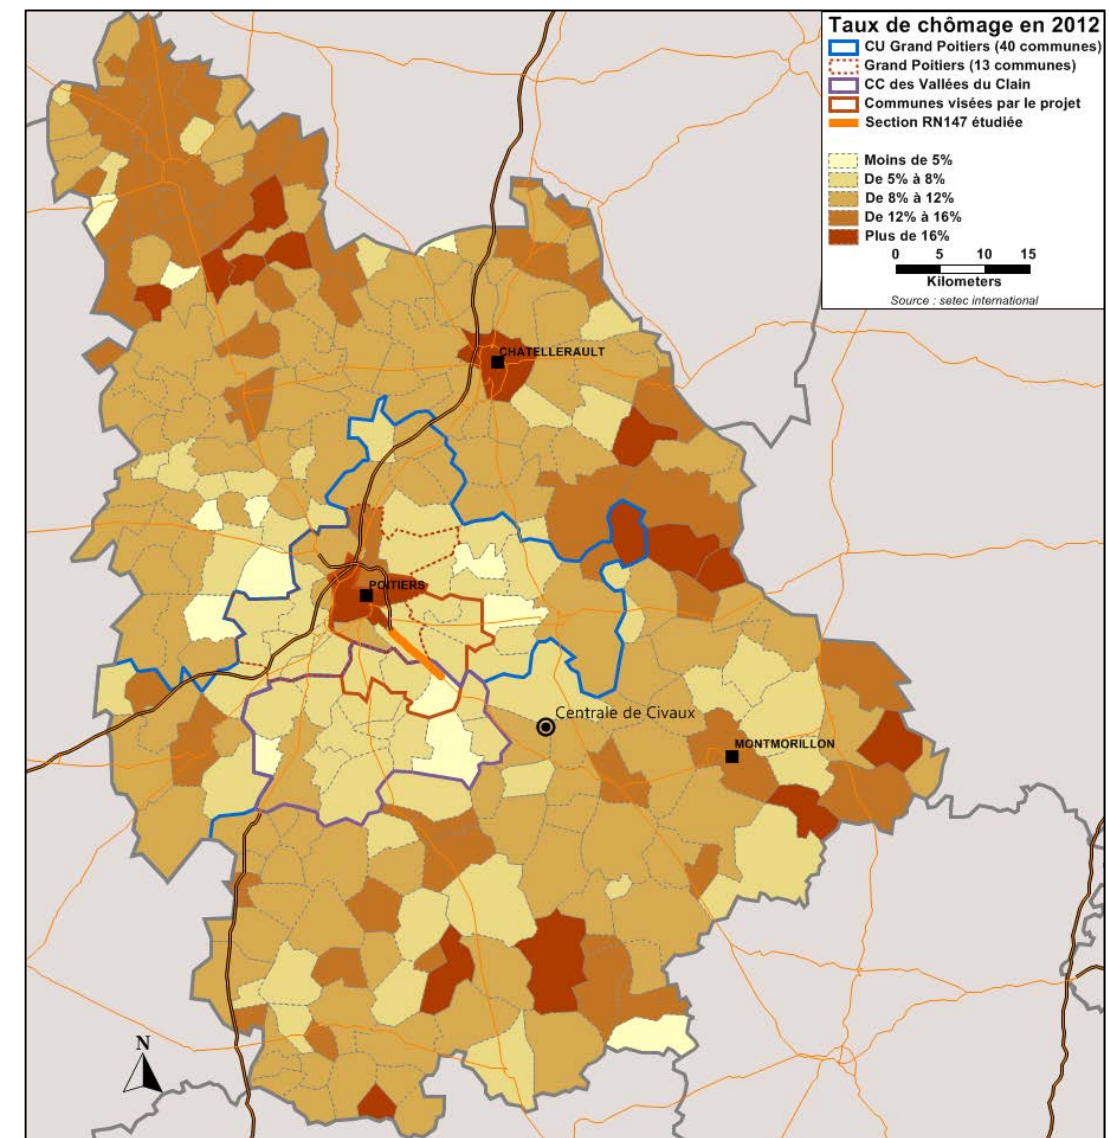 Taux de chômage en 2012
CU Grand Poitiers (40 communes)
Grand Poitiers (13 communes)
CC des Vallées du Clain
Communes visées par le projet
Section RN147 étudiée
Moins de 5%
De 5% à 8%
De 8% à 12%
De 12% à 16%
Plus de 16%
0 5 10 15
Kilometers
Source : setec international
CHATELLERAULT
POITIERS
Centrale de Civaux
MONTMORILLON
N